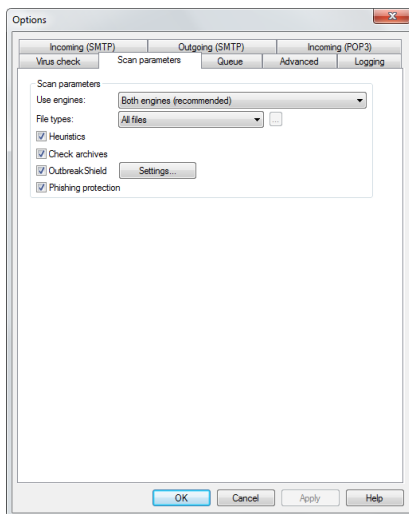 Options
Incoming (SMTP) Outgoing (SMTP) Incoming (POP3)
Virus check Scan parameters Queue Advanced Logging
Scan parameters
Use engines: Both engines (recommended)
File types: All files ...
Heuristics
Check archives
OutbreakShield Settings...
Phishing protection
OK Cancel Apply Help